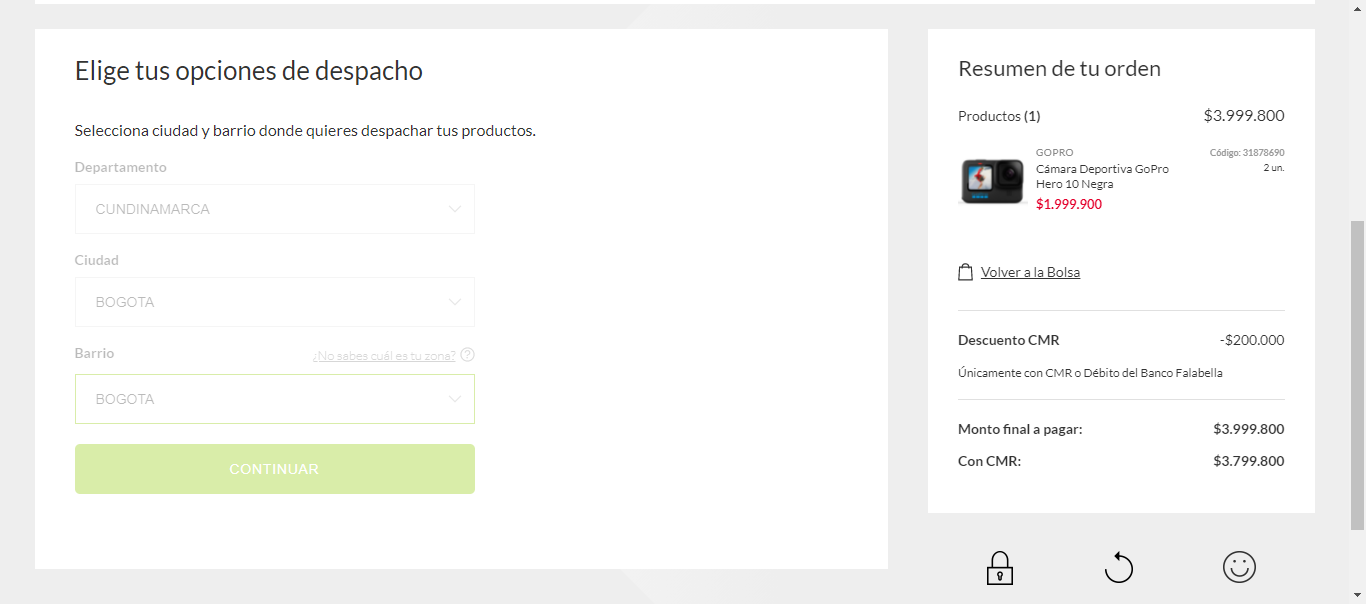 Elige tus opciones de despacho
Selecciona ciudad y barrio donde quieres despachar tus productos.
Departamento
CUNDINAMARCA
Ciudad
BOGOTA
Barrio
¿No sabes cuál es tu zona? ?
BOGOTA
CONTINUAR
Resumen de tu orden
Productos (1) $3.999.800
GOPRO Código: 31878690
Cámara Deportiva GoPro 2 un.
Hero 10 Negra
$1.999.900
Volver a la Bolsa
Descuento CMR -$200.000
Únicamente con CMR o Débito del Banco Falabella
Monto final a pagar: $3.999.800
Con CMR: $3.799.800